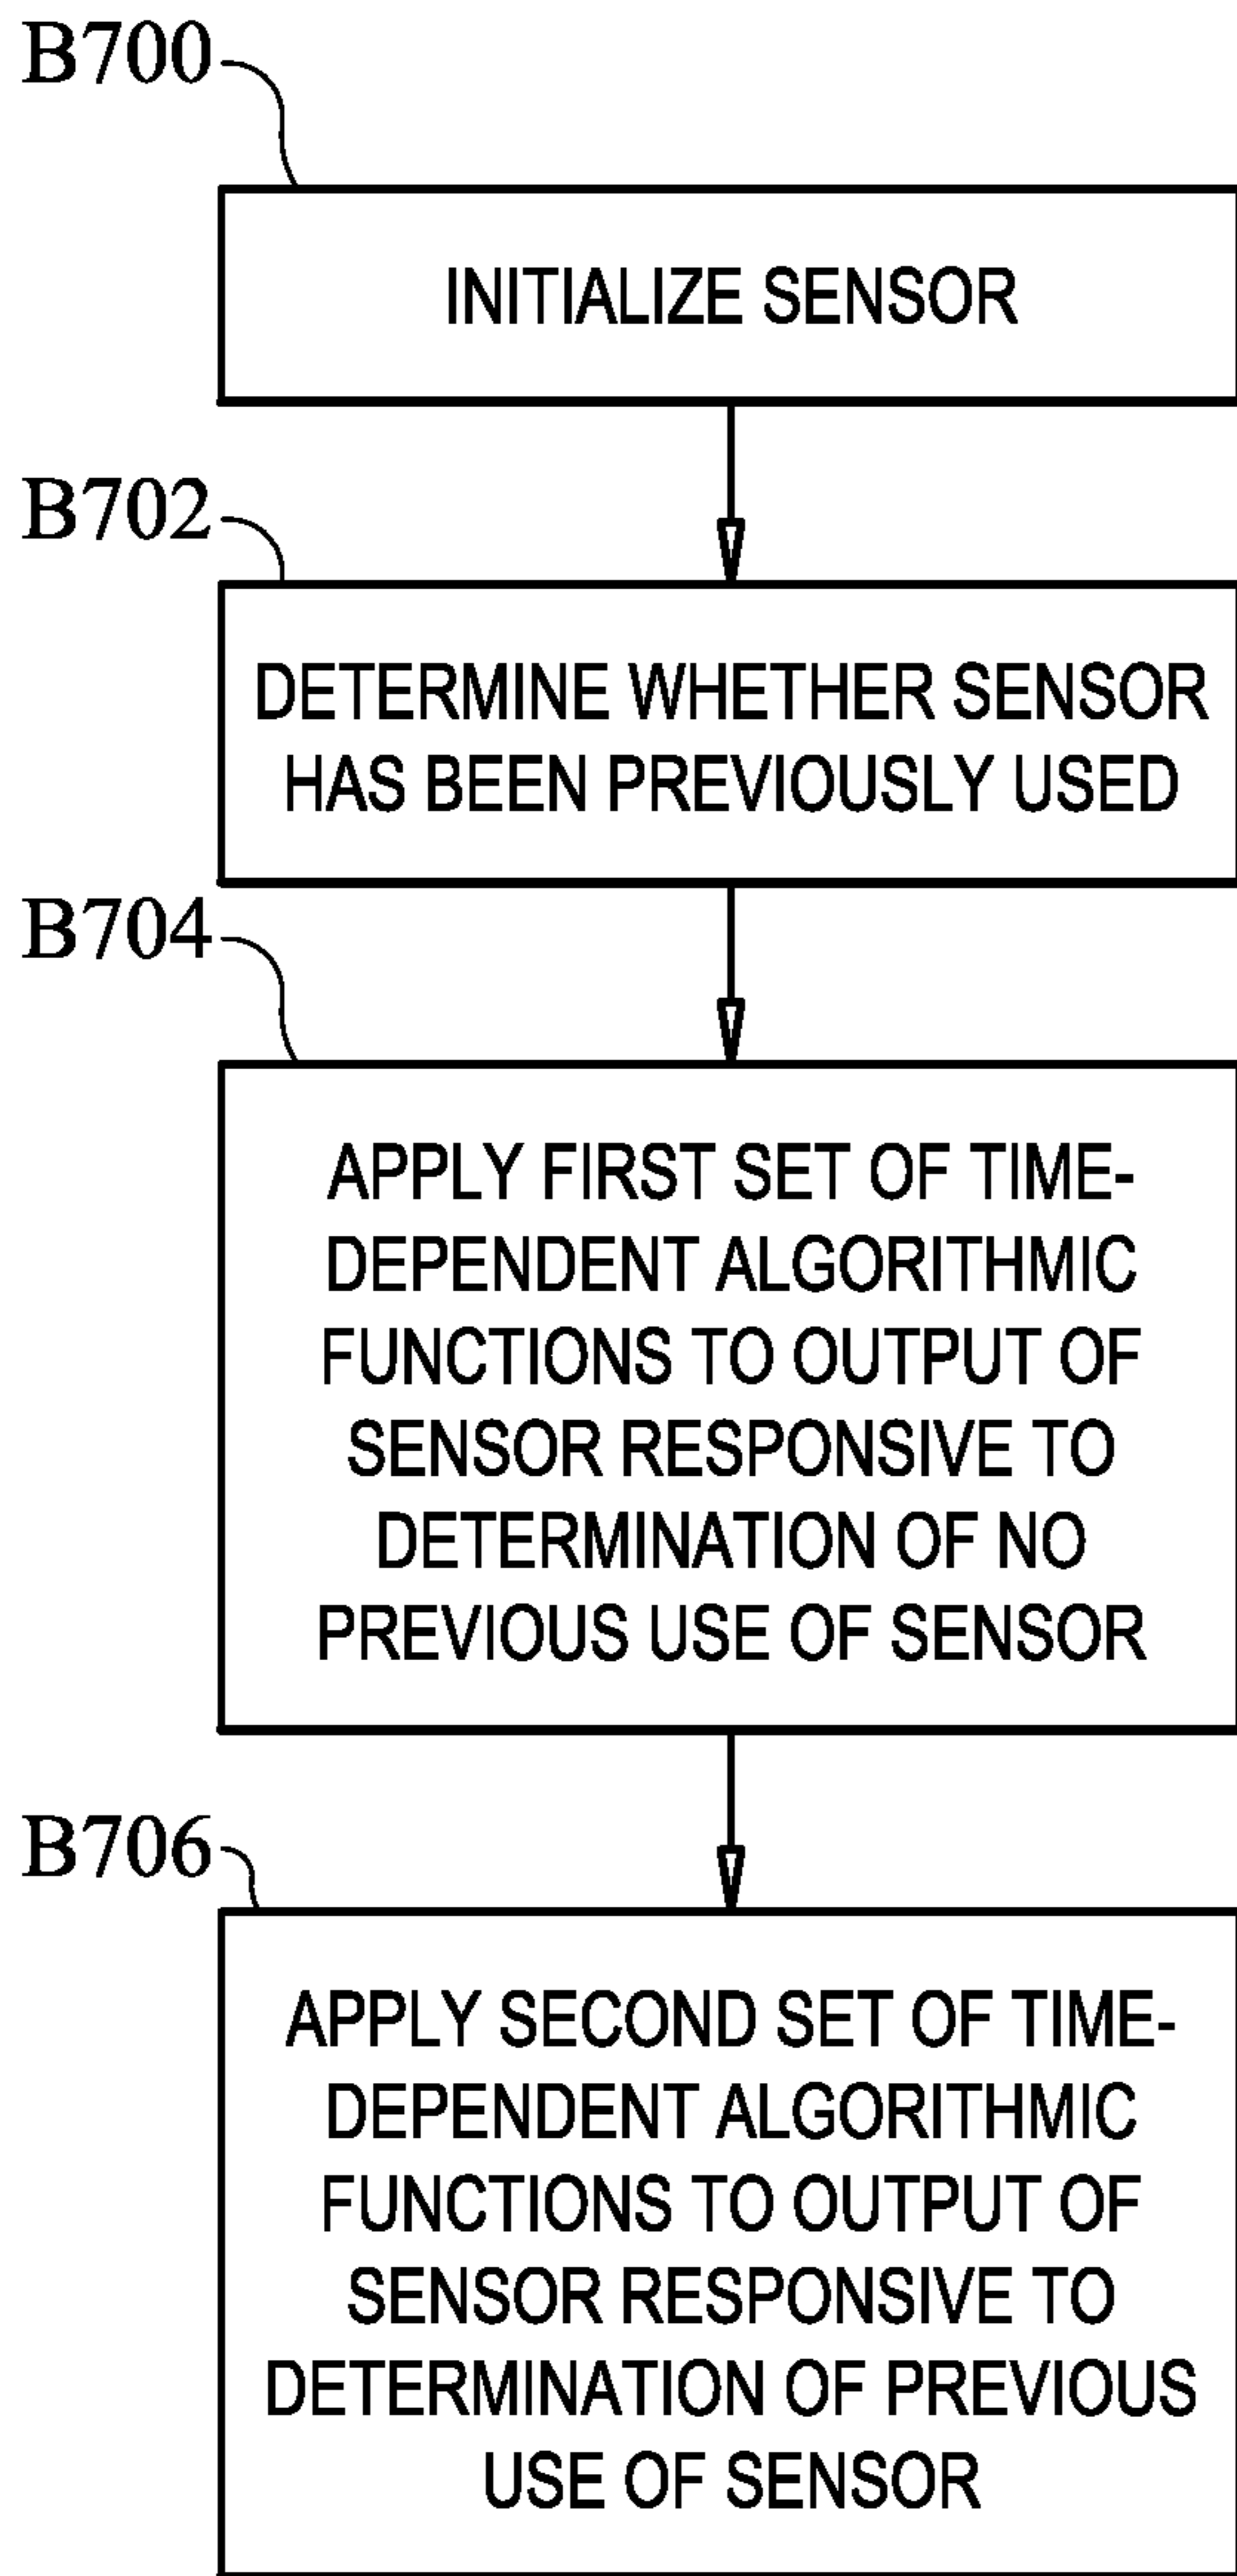 B700
INITIALIZE SENSOR
B702
DETERMINE WHETHER SENSOR
HAS BEEN PREVIOUSLY USED
B704
APPLY FIRST SET OF TIME-
DEPENDENT ALGORITHMIC
FUNCTIONS TO OUTPUT OF
SENSOR RESPONSIVE TO
DETERMINATION OF NO
PREVIOUS USE OF SENSOR
B706
APPLY SECOND SET OF TIME-
DEPENDENT ALGORITHMIC
FUNCTIONS TO OUTPUT OF
SENSOR RESPONSIVE TO
DETERMINATION OF PREVIOUS
USE OF SENSOR